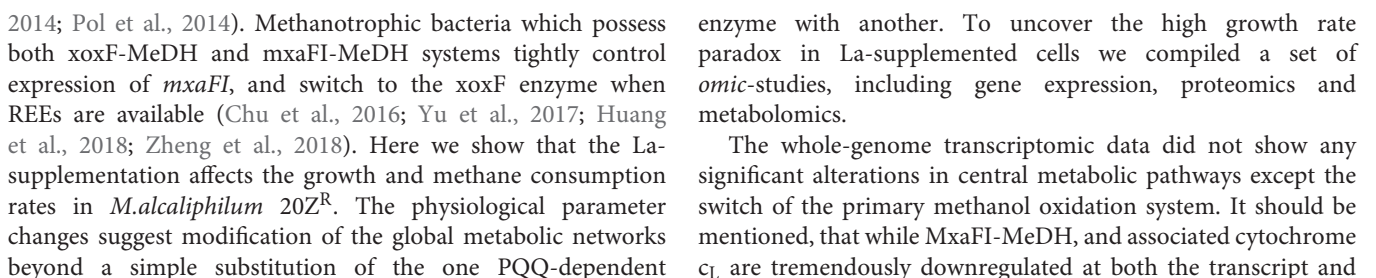 2014; Pol et al., 2014). Methanotrophic bacteria which possess
both xoxF-MeDH and mxaFI-MeDH systems tightly control
expression of mxaFI, and switch to the xoxF enzyme when
REEs are available (Chu et al., 2016; Yu et al., 2017; Huang
et al., 2018; Zheng et al., 2018). Here we show that the La-
supplementation affects the growth and methane consumption
rates in M.alcaliphilum 20Zᴿ. The physiological parameter
changes suggest modification of the global metabolic networks
beyond a simple substitution of the one PQQ-dependent
enzyme with another. To uncover the high growth rate
paradox in La-supplemented cells we compiled a set of
omic-studies, including gene expression, proteomics and
metabolomics.
The whole-genome transcriptomic data did not show any
significant alterations in central metabolic pathways except the
switch of the primary methanol oxidation system. It should be
mentioned, that while MxaFI-MeDH, and associated cytochrome
cL are tremendously downregulated at both the transcript and